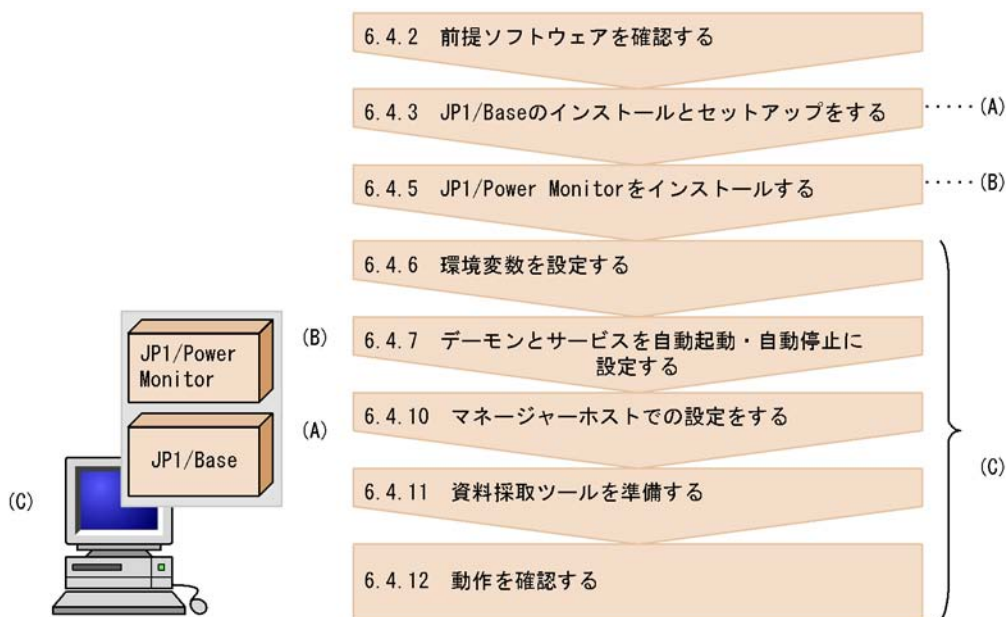 6.4.2 前提ソフトウェアを確認する
6.4.3 JP1/Baseのインストールとセットアップをする ·····(A)
6.4.5 JP1/Power Monitorをインストールする ·····(B)
6.4.6 環境変数を設定する
6.4.7 デーモンとサービスを自動起動・自動停止に
設定する
6.4.10 マネージャーホストでの設定をする
6.4.11 資料採取ツールを準備する
6.4.12 動作を確認する
(C)
JP1/Power
Monitor
(B)
JP1/Base
(A)
(C)